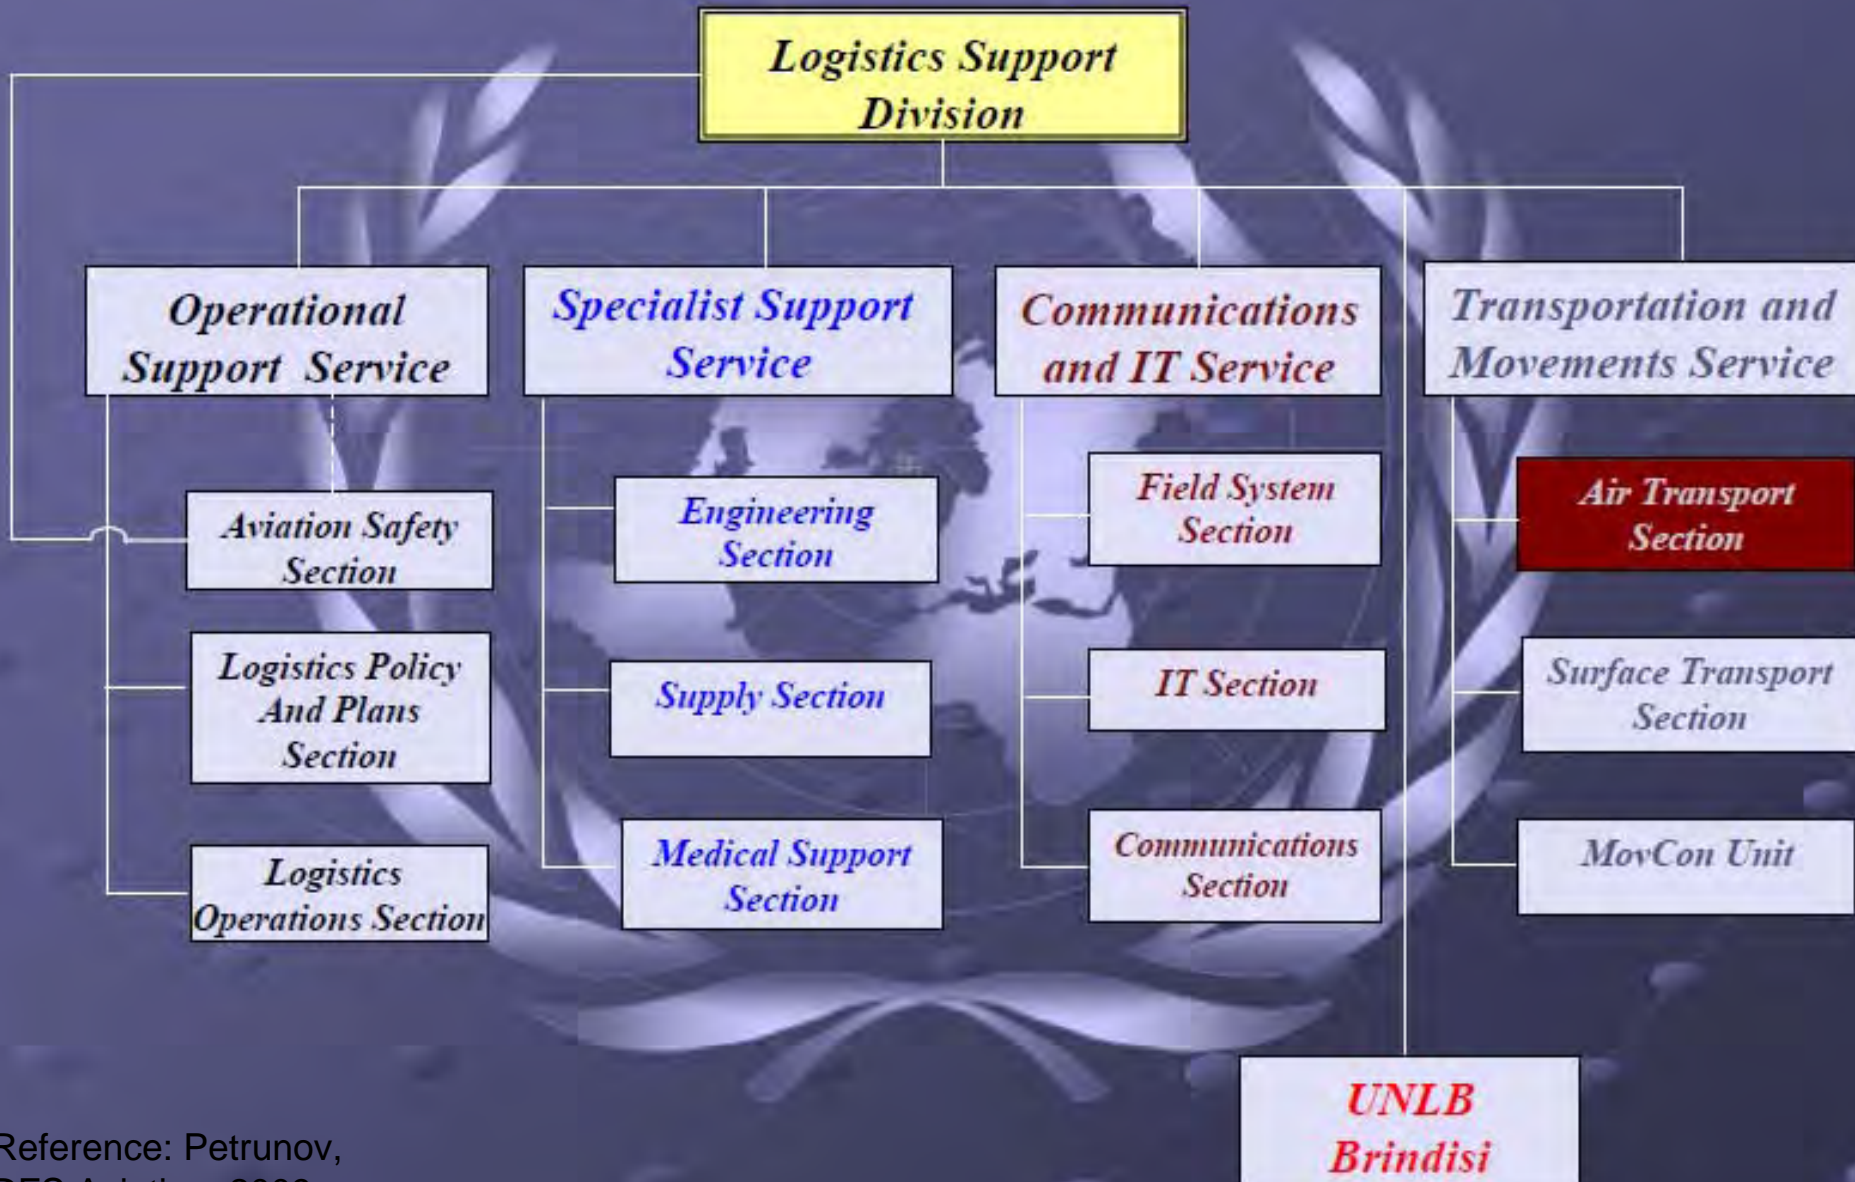 Logistics Support
Division
Operational
Support Service
Specialist Support
Service
Communications
and IT Service
Transportation and
Movements Service
Aviation Safety
Section
Logistics Policy
And Plans
Section
Logistics
Operations Section
Engineering
Section
Supply Section
Medical Support
Section
Field System
Section
IT Section
Communications
Section
Air Transport
Section
Surface Transport
Section
MovCon Unit
UNLB
Brindisi
Reference: Petrunov,